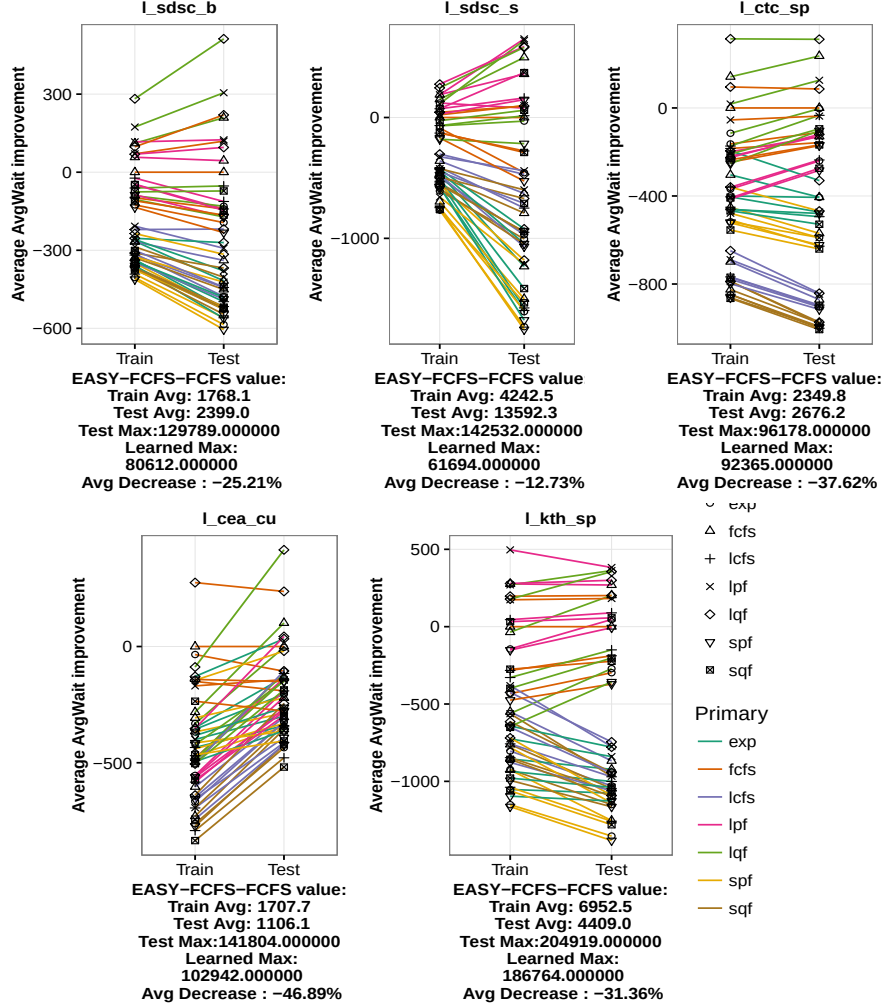 l_sdsc_b
Average AvgWait improvement
300
0
−300
−600
Train Test
EASY−FCFS−FCFS value:
Train Avg: 1768.1
Test Avg: 2399.0
Test Max:129789.000000
Learned Max:
80612.000000
Avg Decrease : −25.21%
l_sdsc_s
Average AvgWait improvement
0
−1000
Train Test
EASY−FCFS−FCFS value:
Train Avg: 4242.5
Test Avg: 13592.3
Test Max:142532.000000
Learned Max:
61694.000000
Avg Decrease : −12.73%
l_ctc_sp
Average AvgWait improvement
0
−400
−800
Train Test
EASY−FCFS−FCFS value:
Train Avg: 2349.8
Test Avg: 2676.2
Test Max:96178.000000
Learned Max:
92365.000000
Avg Decrease : −37.62%
l_cea_cu
Average AvgWait improvement
0
−500
Train Test
EASY−FCFS−FCFS value:
Train Avg: 1707.7
Test Avg: 1106.1
Test Max:141804.000000
Learned Max:
102942.000000
Avg Decrease : −46.89%
l_kth_sp
Average AvgWait improvement
500
0
−500
−1000
Train Test
EASY−FCFS−FCFS value:
Train Avg: 6952.5
Test Avg: 4409.0
Test Max:204919.000000
Learned Max:
186764.000000
Avg Decrease : −31.36%
exp
fcfs
lcfs
lpf
lqf
spf
sqf
Primary
exp
fcfs
lcfs
lpf
lqf
spf
sqf